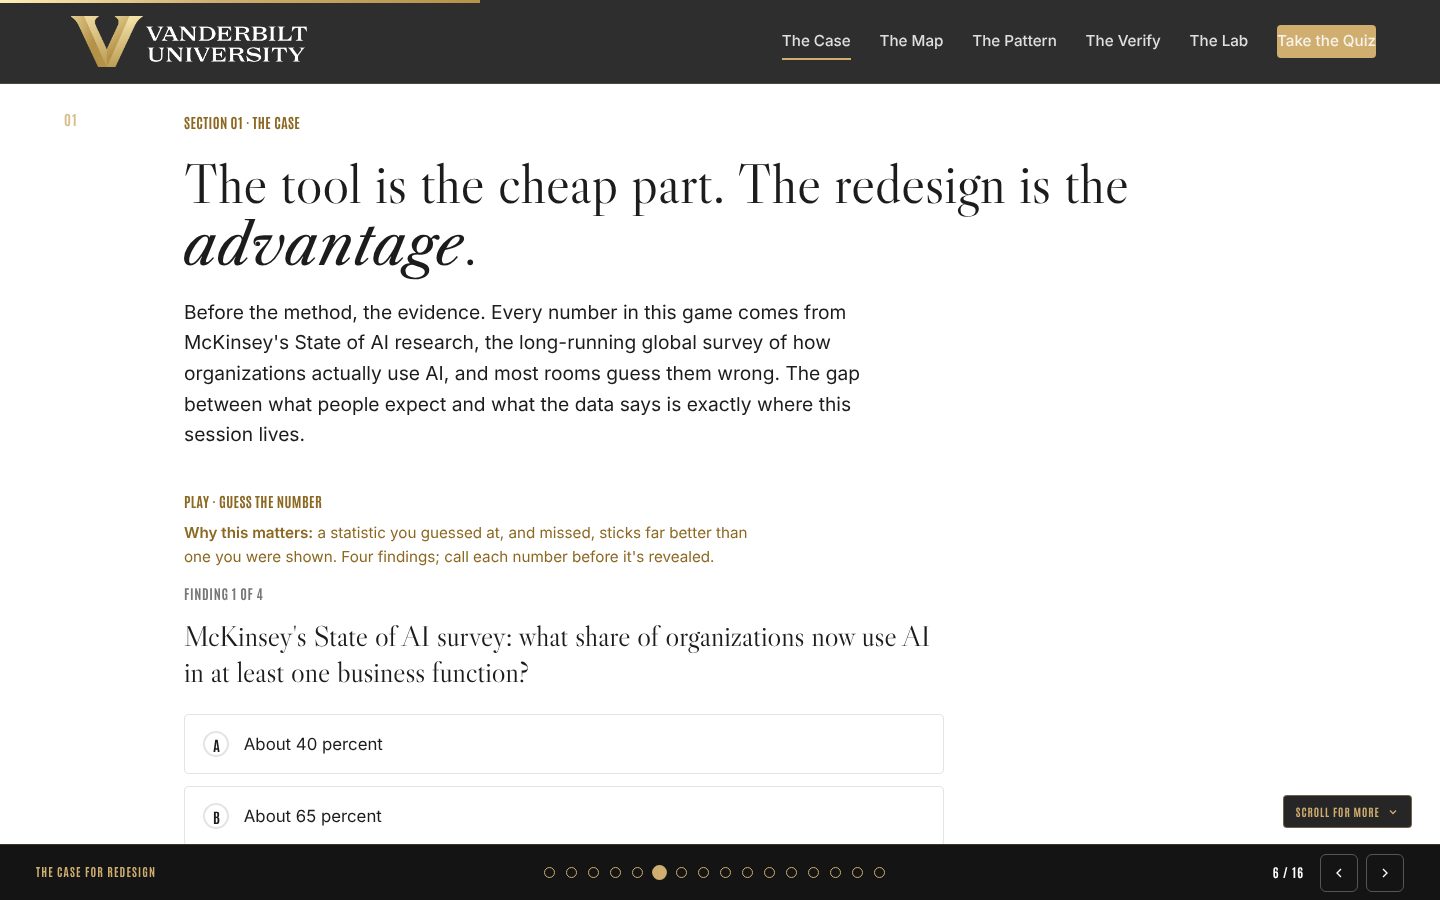 VANDERBILT
UNIVERSITY
The Case
The Map
The Pattern
The Verify
The Lab
Take the Quiz
01
SECTION 01 · THE CASE
The tool is the cheap part. The redesign is the
advantage.
Before the method, the evidence. Every number in this game comes from
McKinsey's State of AI research, the long-running global survey of how
organizations actually use AI, and most rooms guess them wrong. The gap
between what people expect and what the data says is exactly where this
session lives.
PLAY · GUESS THE NUMBER
Why this matters: a statistic you guessed at, and missed, sticks far better than
one you were shown. Four findings; call each number before it's revealed.
FINDING 1 OF 4
McKinsey's State of AI survey: what share of organizations now use AI
in at least one business function?
A About 40 percent
B About 65 percent
SCROLL FOR MORE
THE CASE FOR REDESIGN
6 / 16